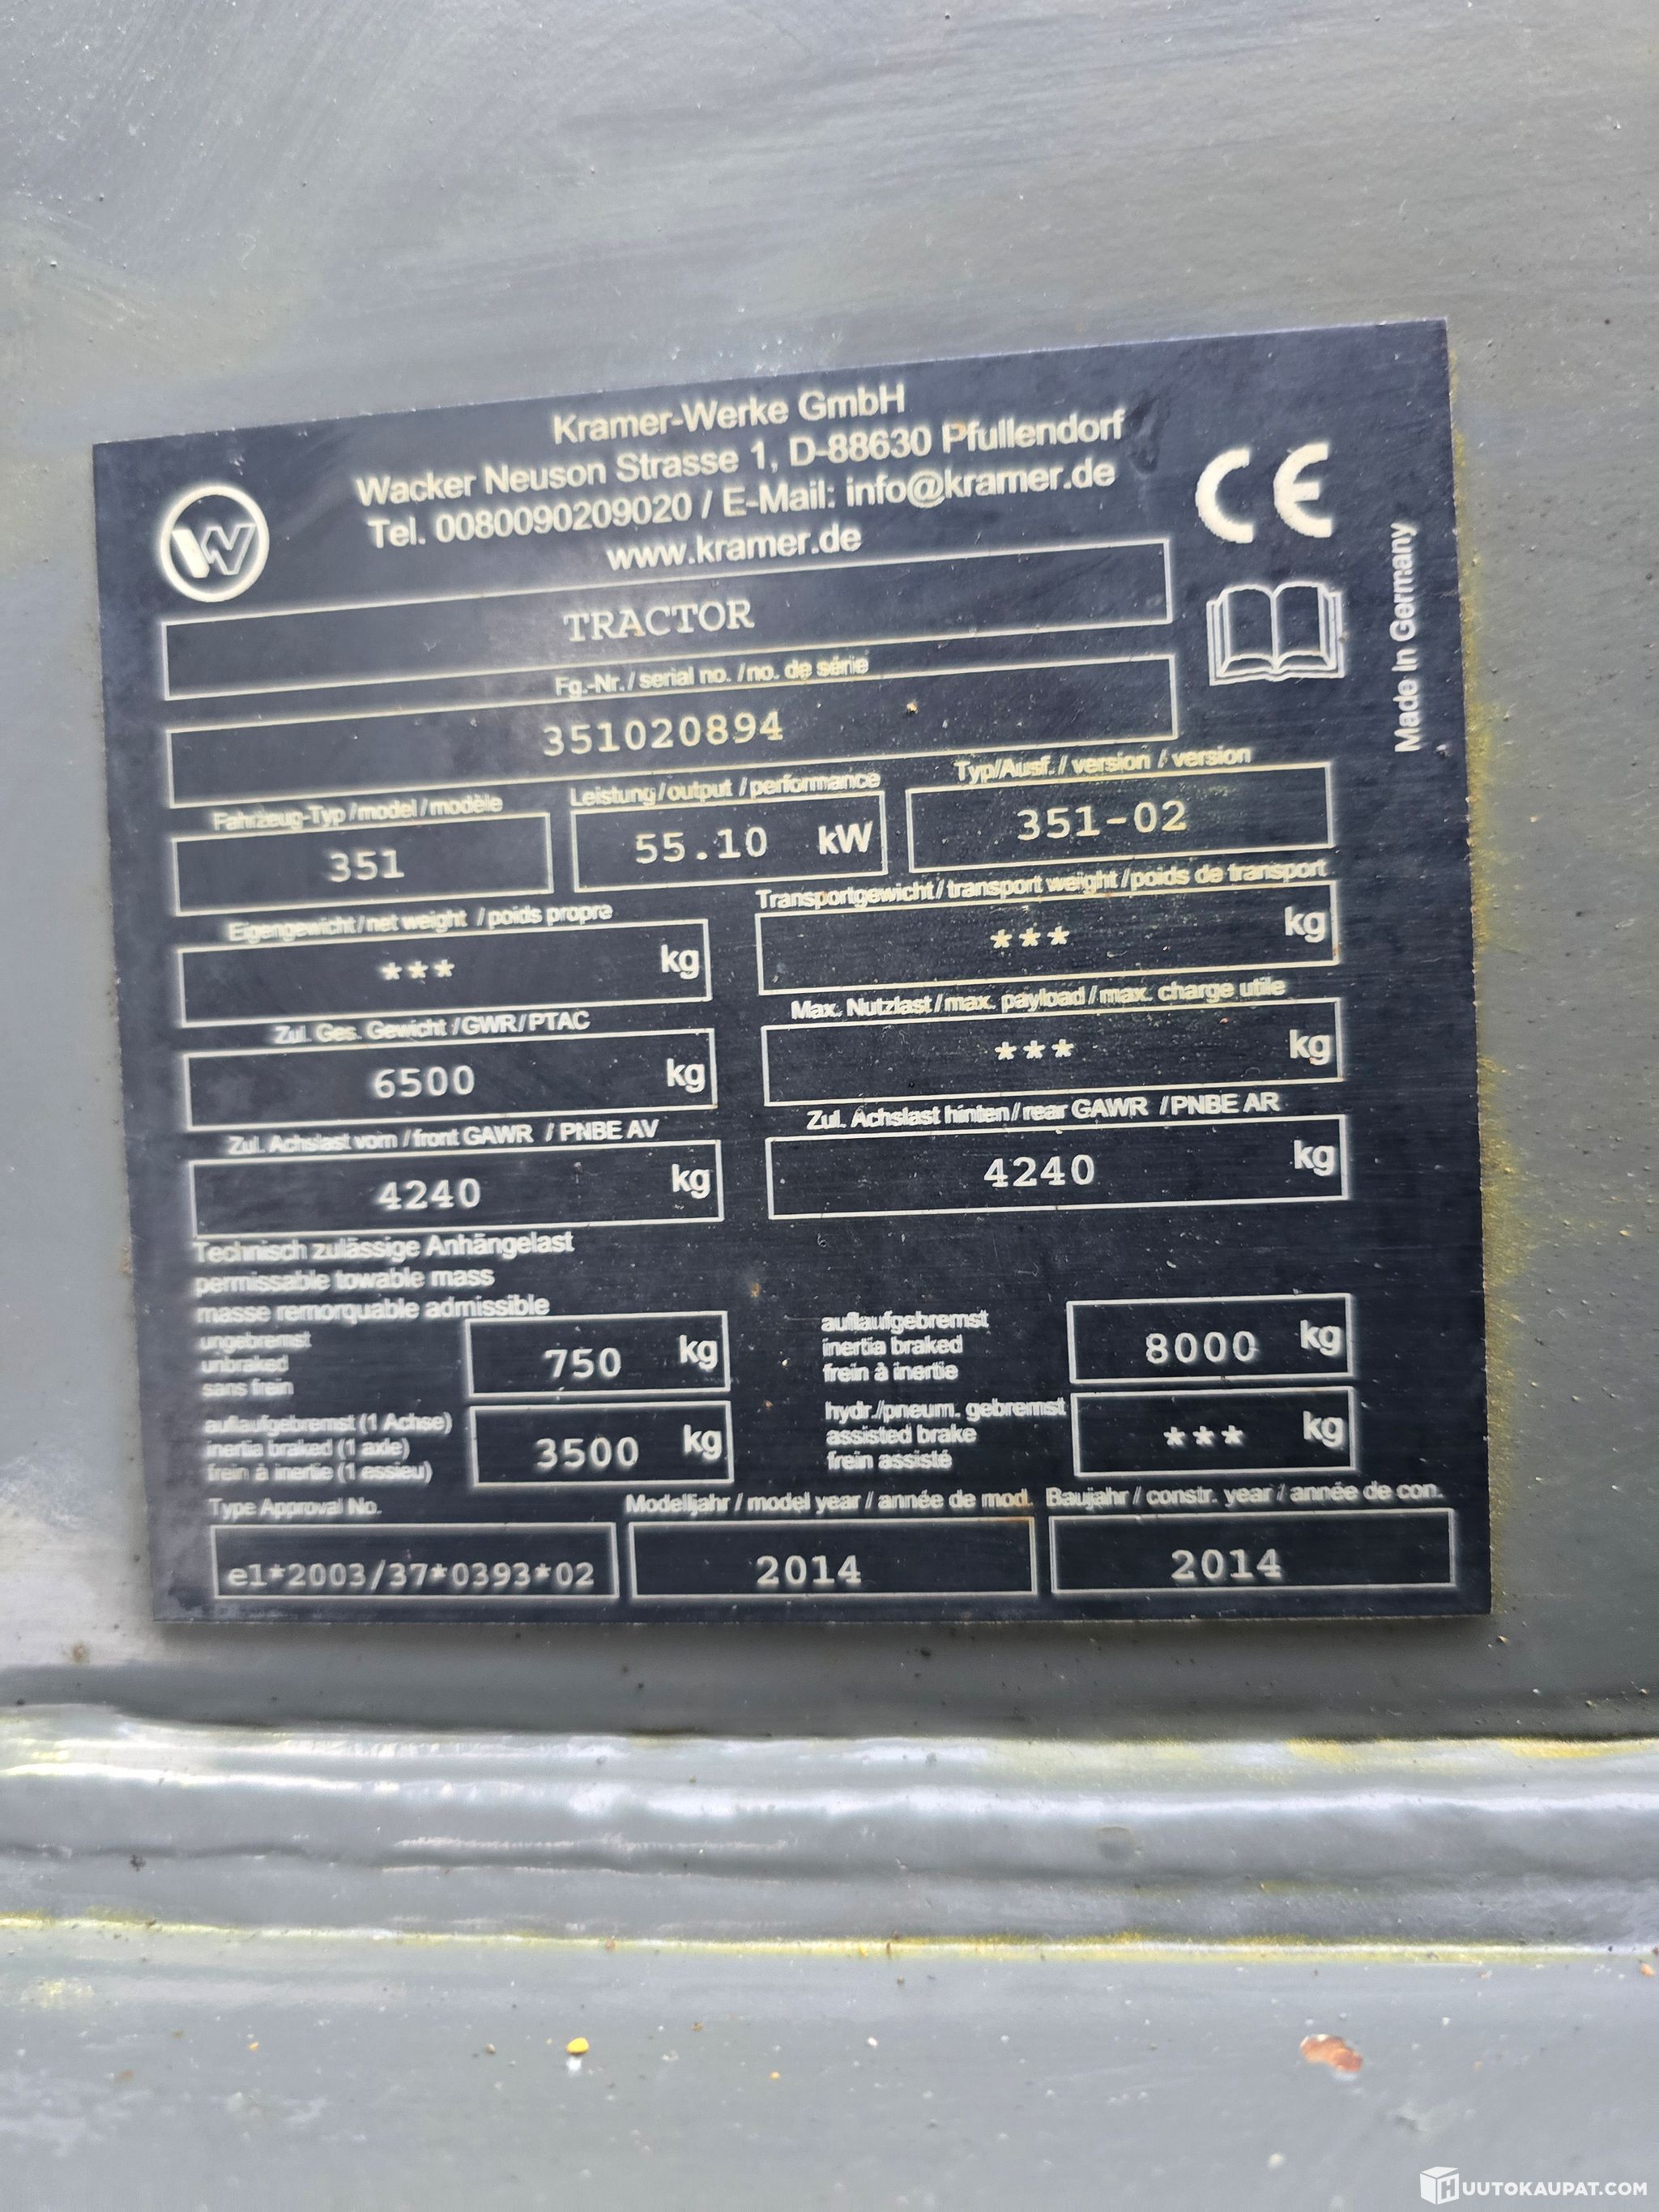 Kramer-Werke GmbH
Wacker Neuson Strasse 1, D-88630 Pfullendorf
Tel. 0080090209020 / E-Mail: info@kramer.de
www.kramer.de
W
CE
Made In Germany
TRACTOR
Fg.-Nr. / serial no. / no. de série
351020894
Fahrzeug-Typ / model / modèle
351
Leistung / output / performance
55.10 kW
Typ/Ausf. / version / version
351-02
Eigengewicht / net weight / poids propre
*** kg
Transportgewicht / transport weight / poids de transport
*** kg
Zul. Ges. Gewicht / GWR / PTAC
6500 kg
Max. Nutzlast / max. payload / max. charge utile
*** kg
Zul. Achslast vorn / front GAWR / PNBE AV
4240 kg
Zul. Achslast hinten / rear GAWR / PNBE AR
4240 kg
Technisch zulässige Anhängelast
permissable towable mass
masse remorquable admissible
ungebremst
unbraked
sans frein
750 kg
auflaufgebremst
inertia braked
frein à inertie
8000 kg
auflaufgebremst (1 Achse)
inertia braked (1 axle)
frein à inertie (1 essieu)
3500 kg
hydr./pneum. gebremst
assisted brake
frein assisté
*** kg
Type Approval No.
e1*2003/37*0393*02
Modelljahr / model year / année de mod.
2014
Baujahr / constr. year / année de con.
2014
HUUTOKAUPAT.COM